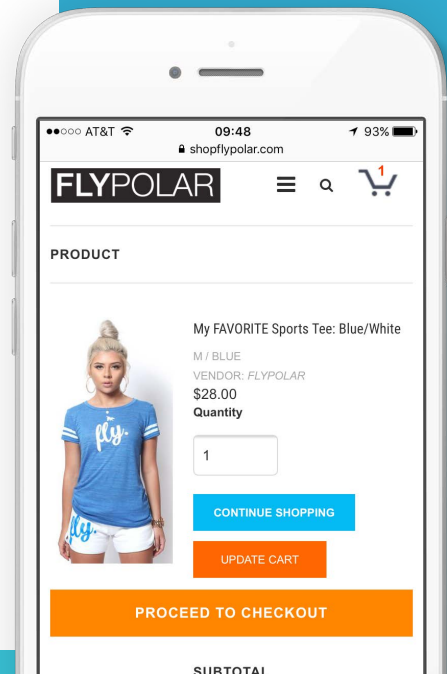 AT&T 09:48 93%
shopflypolar.com
FLYPOLAR
1
PRODUCT
My FAVORITE Sports Tee: Blue/White
M / BLUE
VENDOR: FLYPOLAR
$28.00
Quantity
1
fly.
fly.
CONTINUE SHOPPING
UPDATE CART
PROCEED TO CHECKOUT
SUBTOTAL